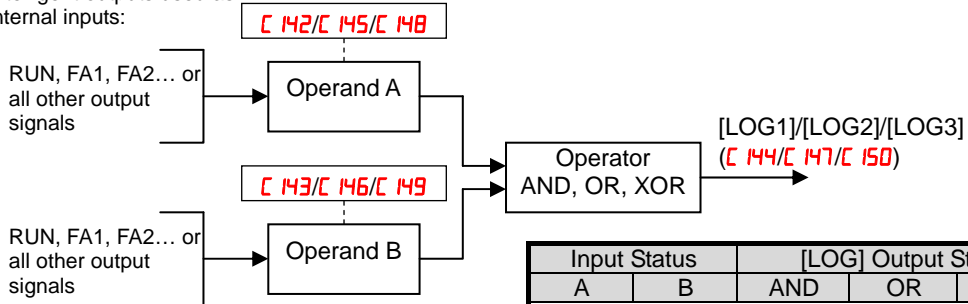 nternal inputs:
C 142/C 145/C 148
RUN, FA1, FA2... or
all other output
signals
Operand A
[LOG1]/[LOG2]/[LOG3]
(C 144/C 147/C 150)
Operator
AND, OR, XOR
C 143/C 146/C 149
RUN, FA1, FA2... or
all other output
signals
Operand B
Input Status [LOG] Output St
A B AND OR